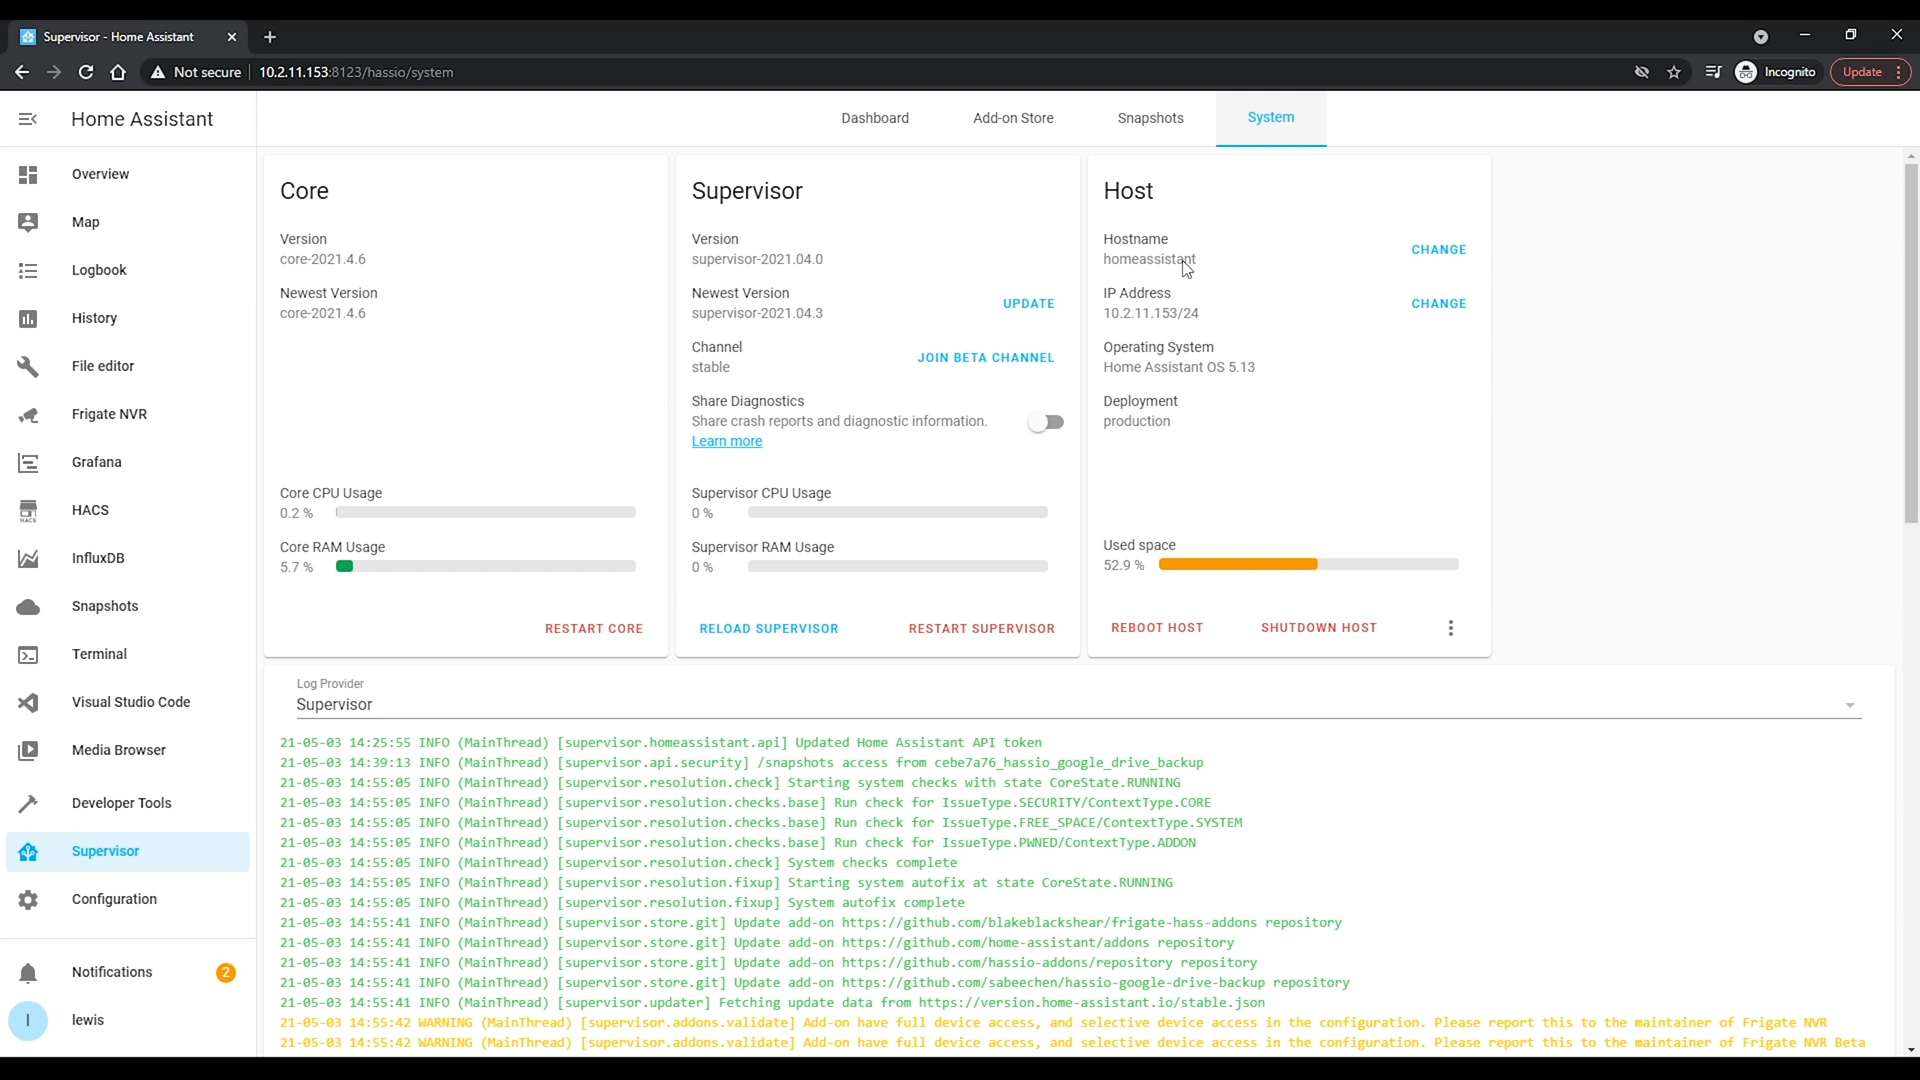 Supervisor - Home Assistant
Not secure
10.2.11.153:8123/hassio/system
Incognito
Update
Home Assistant
Dashboard
Add-on Store
Snapshots
System
Overview
Map
Logbook
History
File editor
Frigate NVR
Grafana
HACS
HACS
InfluxDB
Snapshots
Terminal
Visual Studio Code
Media Browser
Developer Tools
Supervisor
Configuration
Notifications
2
l
lewis
Core
Version
core-2021.4.6
Newest Version
core-2021.4.6
Core CPU Usage
0.2 %
Core RAM Usage
5.7 %
RESTART CORE
Supervisor
Version
supervisor-2021.04.0
Newest Version
supervisor-2021.04.3
UPDATE
Channel
stable
JOIN BETA CHANNEL
Share Diagnostics
Share crash reports and diagnostic information.
Learn more
Supervisor CPU Usage
0 %
Supervisor RAM Usage
0 %
RELOAD SUPERVISOR
RESTART SUPERVISOR
Host
Hostname
homeassistant
CHANGE
IP Address
10.2.11.153/24
CHANGE
Operating System
Home Assistant OS 5.13
Deployment
production
Used space
52.9 %
REBOOT HOST
SHUTDOWN HOST
Log Provider
Supervisor
21-05-03 14:25:55 INFO (MainThread) [supervisor.homeassistant.api] Updated Home Assistant API token
21-05-03 14:39:13 INFO (MainThread) [supervisor.api.security] /snapshots access from cebe7a76_hassio_google_drive_backup
21-05-03 14:55:05 INFO (MainThread) [supervisor.resolution.check] Starting system checks with state CoreState.RUNNING
21-05-03 14:55:05 INFO (MainThread) [supervisor.resolution.checks.base] Run check for IssueType.SECURITY/ContextType.CORE
21-05-03 14:55:05 INFO (MainThread) [supervisor.resolution.checks.base] Run check for IssueType.FREE_SPACE/ContextType.SYSTEM
21-05-03 14:55:05 INFO (MainThread) [supervisor.resolution.checks.base] Run check for IssueType.PWNED/ContextType.ADDON
21-05-03 14:55:05 INFO (MainThread) [supervisor.resolution.check] System checks complete
21-05-03 14:55:05 INFO (MainThread) [supervisor.resolution.fixup] Starting system autofix at state CoreState.RUNNING
21-05-03 14:55:05 INFO (MainThread) [supervisor.resolution.fixup] System autofix complete
21-05-03 14:55:41 INFO (MainThread) [supervisor.store.git] Update add-on https://github.com/blakeblackshear/frigate-hass-addons repository
21-05-03 14:55:41 INFO (MainThread) [supervisor.store.git] Update add-on https://github.com/home-assistant/addons repository
21-05-03 14:55:41 INFO (MainThread) [supervisor.store.git] Update add-on https://github.com/hassio-addons/repository repository
21-05-03 14:55:41 INFO (MainThread) [supervisor.store.git] Update add-on https://github.com/sabeechen/hassio-google-drive-backup repository
21-05-03 14:55:41 INFO (MainThread) [supervisor.updater] Fetching update data from https://version.home-assistant.io/stable.json
21-05-03 14:55:42 WARNING (MainThread) [supervisor.addons.validate] Add-on have full device access, and selective device access in the configuration. Please report this to the maintainer of Frigate NVR
21-05-03 14:55:42 WARNING (MainThread) [supervisor.addons.validate] Add-on have full device access, and selective device access in the configuration. Please report this to the maintainer of Frigate NVR Beta